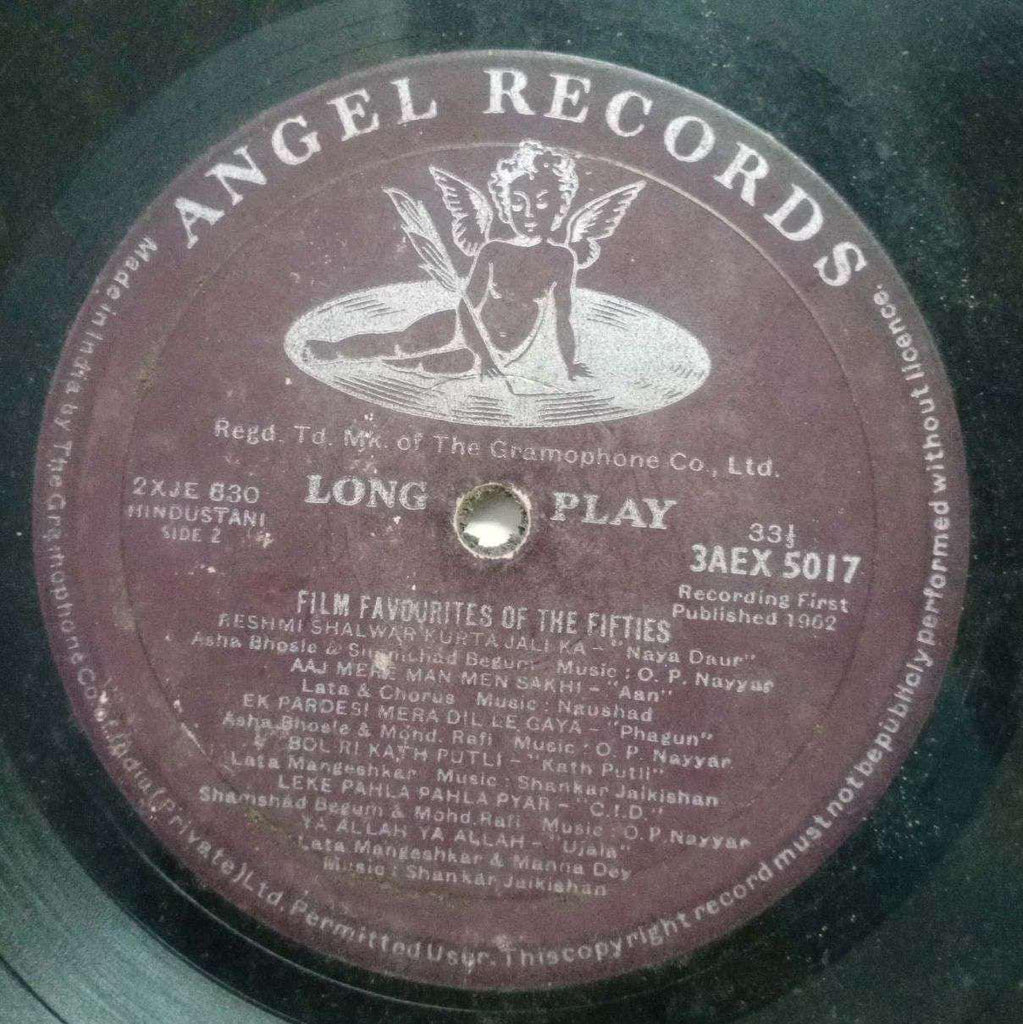 ANGEL RECORDS
Regd. Td. Mk. of The Gramophone Co., Ltd.
LONG PLAY
2XJE 830
HINDUSTANI
SIDE 2
33⅓
3AEX 5017
Recording First
Published 1962
FILM FAVOURITES OF THE FIFTIES
RESHMI SHALWAR KURTA JALI KA - "Naya Daur"
Asha Bhosle & Shamshad Begum Music : O. P. Nayyar
AAJ MERE MAN MEN SAKHI - "Aan"
Lata & Chorus Music : Naushad
EK PARDESI MERA DIL LE GAYA - "Phagun"
Asha Bhosle & Mohd. Rafi Music : O. P. Nayyar
BOL RI KATH PUTLI - "Kath Putli"
Lata Mangeshkar Music : Shankar Jaikishan
LEKE PAHLA PAHLA PYAR - "C.I.D."
Shamshad Begum & Mohd. Rafi Music : O. P. Nayyar
YA ALLAH YA ALLAH - "Ujala"
Lata Mangeshkar & Manna Dey
Music : Shankar Jaikishan
Made in India by The Gramophone Co., of India (Private) Ltd. Permitted User. This copyright record must not be publicly performed without licence.